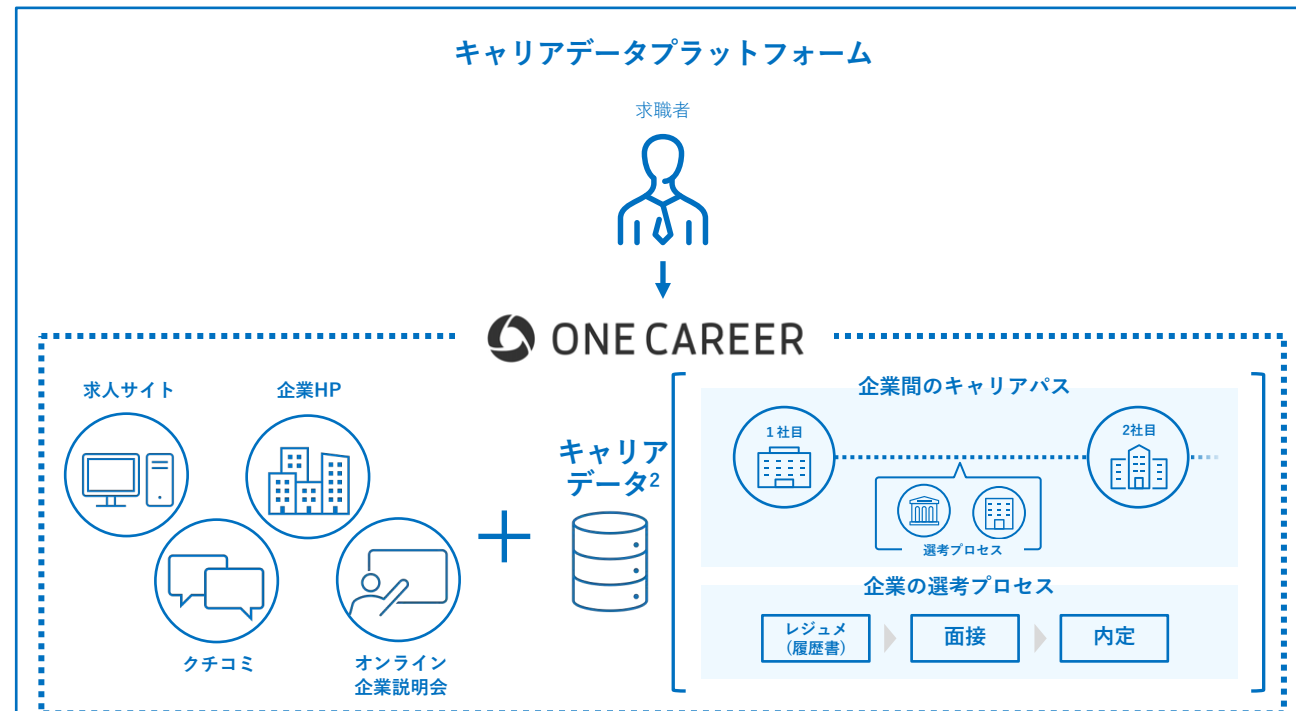 キャリアデータプラットフォーム
求職者
ONE CAREER
求人サイト
企業HP
クチコミ
オンライン
企業説明会
キャリア
データ2
企業間のキャリアパス
1社目
2社目
選考プロセス
企業の選考プロセス
レジュメ
(履歴書)
面接
内定